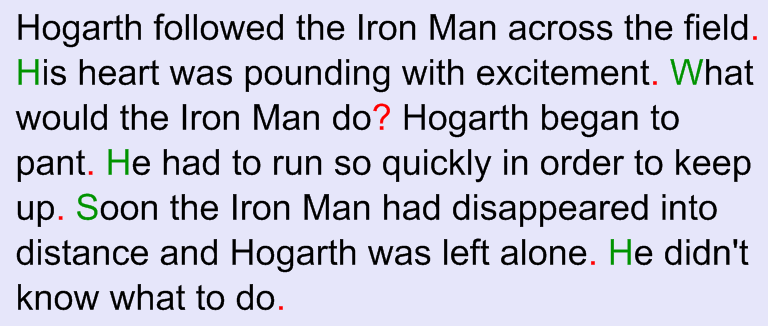 Hogarth followed the Iron Man across the field.
His heart was pounding with excitement. What
would the Iron Man do? Hogarth began to
pant. He had to run so quickly in order to keep
up. Soon the Iron Man had disappeared into
distance and Hogarth was left alone. He didn't
know what to do.